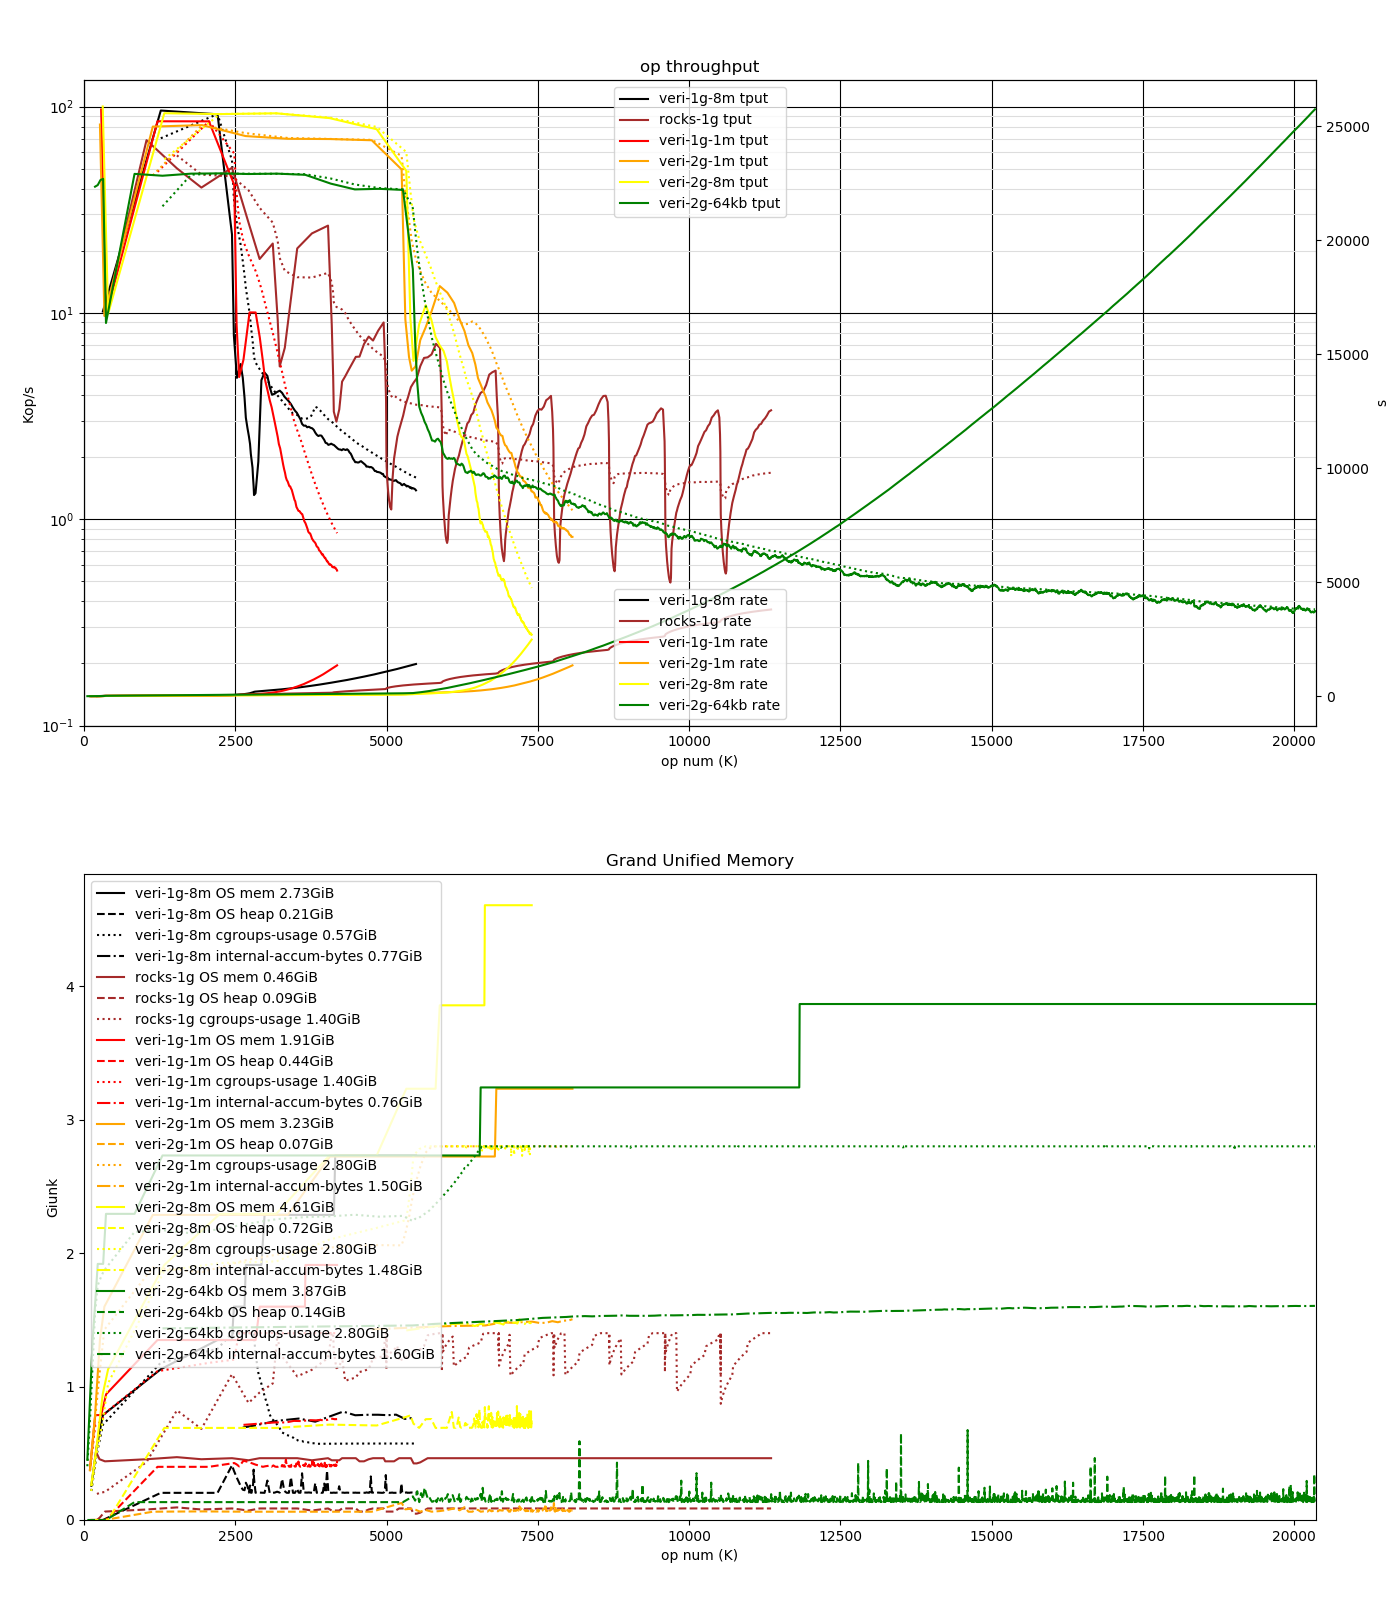 op throughput
10²
10¹
10⁰
10⁻¹
Kop/s
veri-1g-8m tput
rocks-1g tput
veri-1g-1m tput
veri-2g-1m tput
veri-2g-8m tput
veri-2g-64kb tput
25000
20000
15000
10000
5000
0
s
veri-1g-8m rate
rocks-1g rate
veri-1g-1m rate
veri-2g-1m rate
veri-2g-8m rate
veri-2g-64kb rate
0 2500 5000 7500 10000 12500 15000 17500 20000
op num (K)
Grand Unified Memory
4
3
2
1
0
Giunk
veri-1g-8m OS mem 2.73GiB
veri-1g-8m OS heap 0.21GiB
veri-1g-8m cgroups-usage 0.57GiB
veri-1g-8m internal-accum-bytes 0.77GiB
rocks-1g OS mem 0.46GiB
rocks-1g OS heap 0.09GiB
rocks-1g cgroups-usage 1.40GiB
veri-1g-1m OS mem 1.91GiB
veri-1g-1m OS heap 0.44GiB
veri-1g-1m cgroups-usage 1.40GiB
veri-1g-1m internal-accum-bytes 0.76GiB
veri-2g-1m OS mem 3.23GiB
veri-2g-1m OS heap 0.07GiB
veri-2g-1m cgroups-usage 2.80GiB
veri-2g-1m internal-accum-bytes 1.50GiB
veri-2g-8m OS mem 4.61GiB
veri-2g-8m OS heap 0.72GiB
veri-2g-8m cgroups-usage 2.80GiB
veri-2g-8m internal-accum-bytes 1.48GiB
veri-2g-64kb OS mem 3.87GiB
veri-2g-64kb OS heap 0.14GiB
veri-2g-64kb cgroups-usage 2.80GiB
veri-2g-64kb internal-accum-bytes 1.60GiB
0 2500 5000 7500 10000 12500 15000 17500 20000
op num (K)